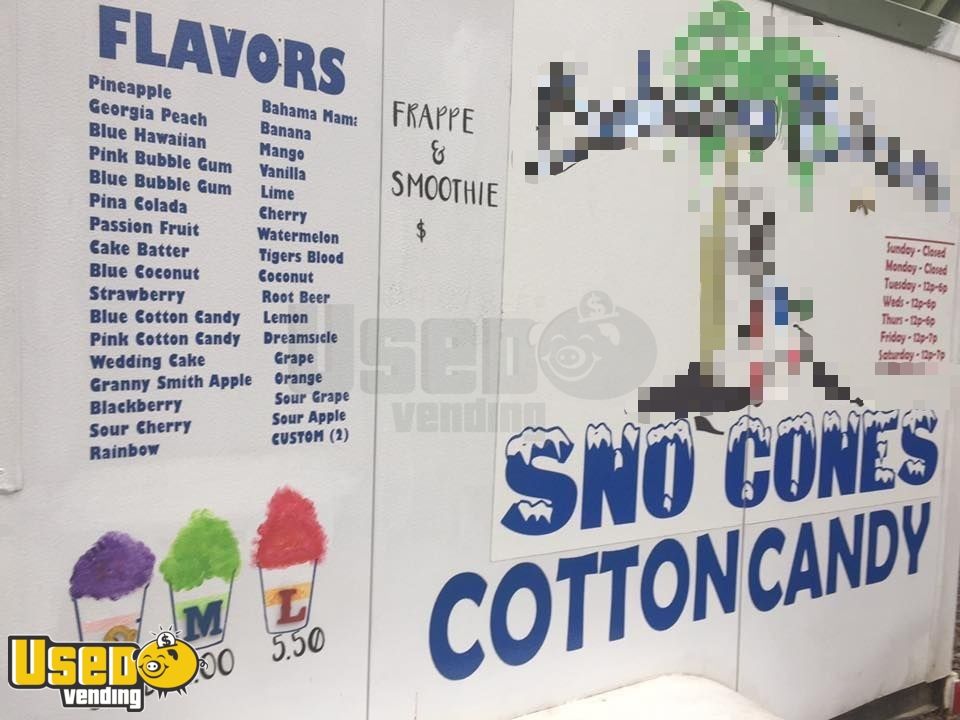 FLAVORS
Pineapple
Georgia Peach
Blue Hawaiian
Pink Bubble Gum
Blue Bubble Gum
Pina Colada
Passion Fruit
Cake Batter
Blue Coconut
Strawberry
Blue Cotton Candy
Pink Cotton Candy
Wedding Cake
Granny Smith Apple
Blackberry
Sour Cherry
Rainbow
Bahama Mama
Banana
Mango
Vanilla
Lime
Cherry
Watermelon
Tigers Blood
Coconut
Root Beer
Lemon
Dreamsicle
Grape
Orange
Sour Grape
Sour Apple
CUSTOM (2)
FRAPPE
&
SMOOTHIE
$
Sunday - Closed
Monday - Closed
Tuesday - 12p-6p
Weds - 12p-6p
Thurs - 12p-6p
Friday - 12p-7p
Saturday - 12p-7p
SNO CONES
COTTON CANDY
M
L
.00
5.50
USED vending
USED vending